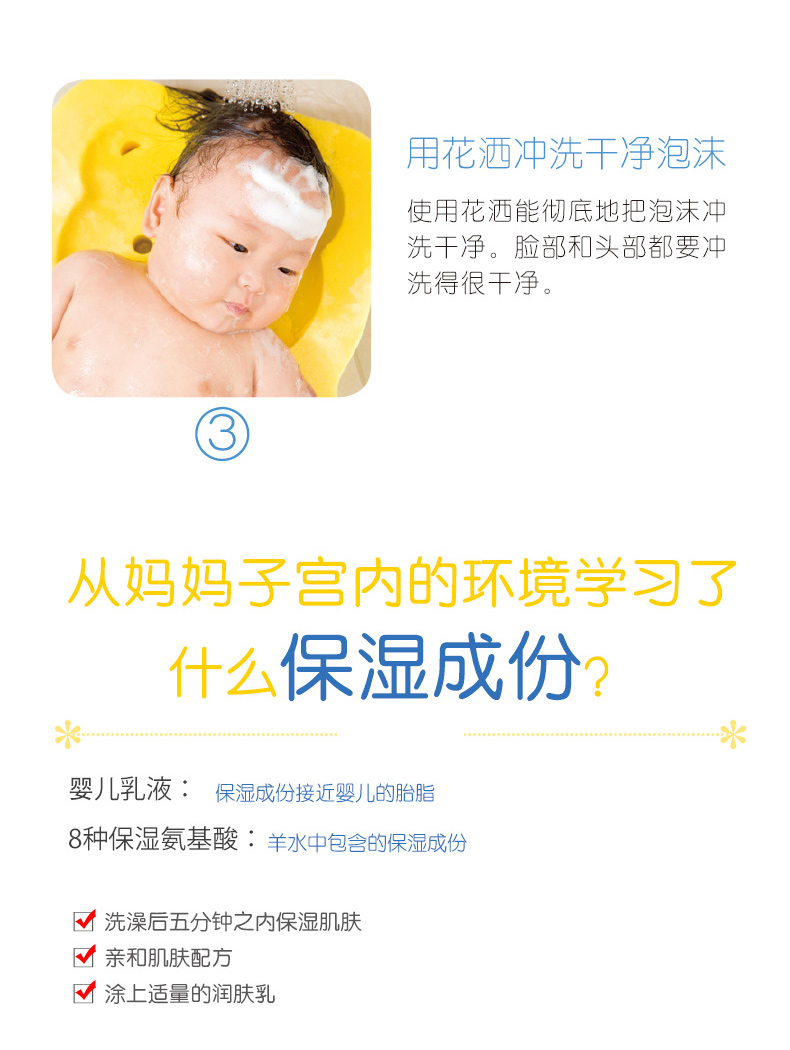 用花洒冲洗干净泡沫
使用花洒能彻底地把泡沫冲
洗干净。脸部和头部都要冲
洗得很干净。
③
从妈妈子宫内的环境学习了
什么保湿成份?
婴儿乳液： 保湿成份接近婴儿的胎脂
8种保湿氨基酸：羊水中包含的保湿成份
洗澡后五分钟之内保湿肌肤
亲和肌肤配方
涂上适量的润肤乳